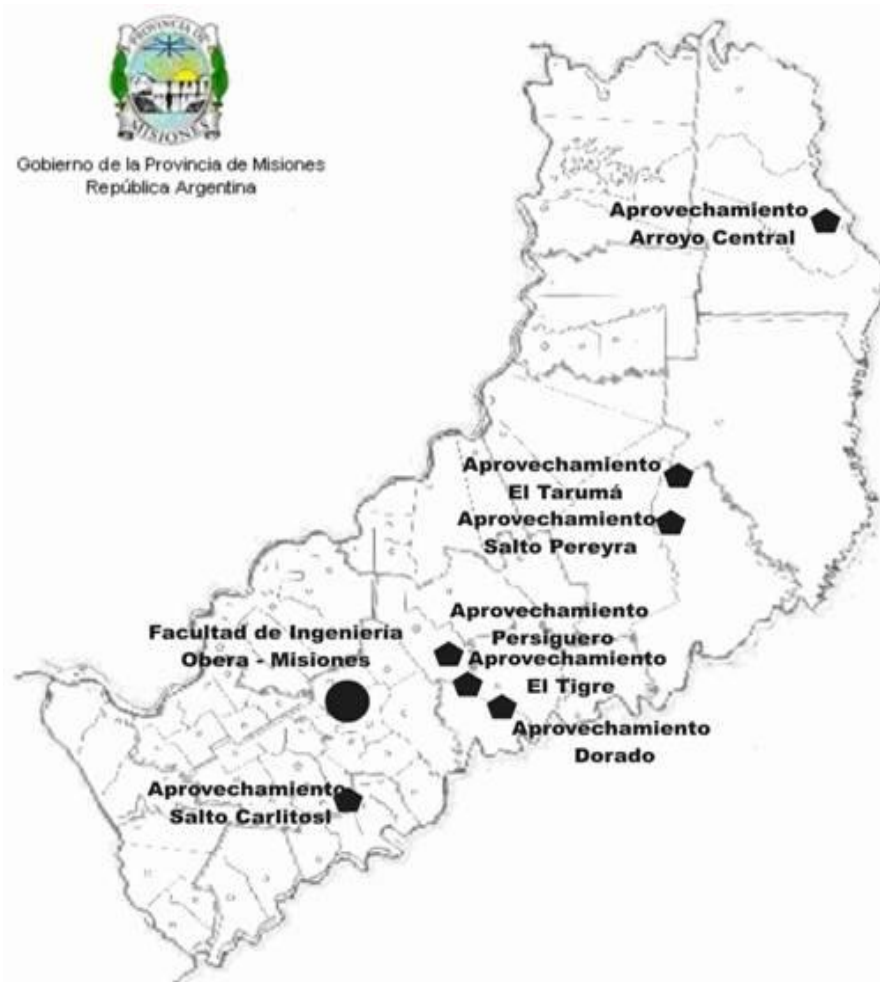 PROVINCIA DE
MISIONES
Gobierno de la Provincia de Misiones
República Argentina
Aprovechamiento
Arroyo Central
Aprovechamiento
El Tarumá
Aprovechamiento
Salto Pereyra
Aprovechamiento
Persiguero
Facultad de Ingenieria
Obera - Misiones
Aprovechamiento
El Tigre
Aprovechamiento
Dorado
Aprovechamiento
Salto Carlitosl